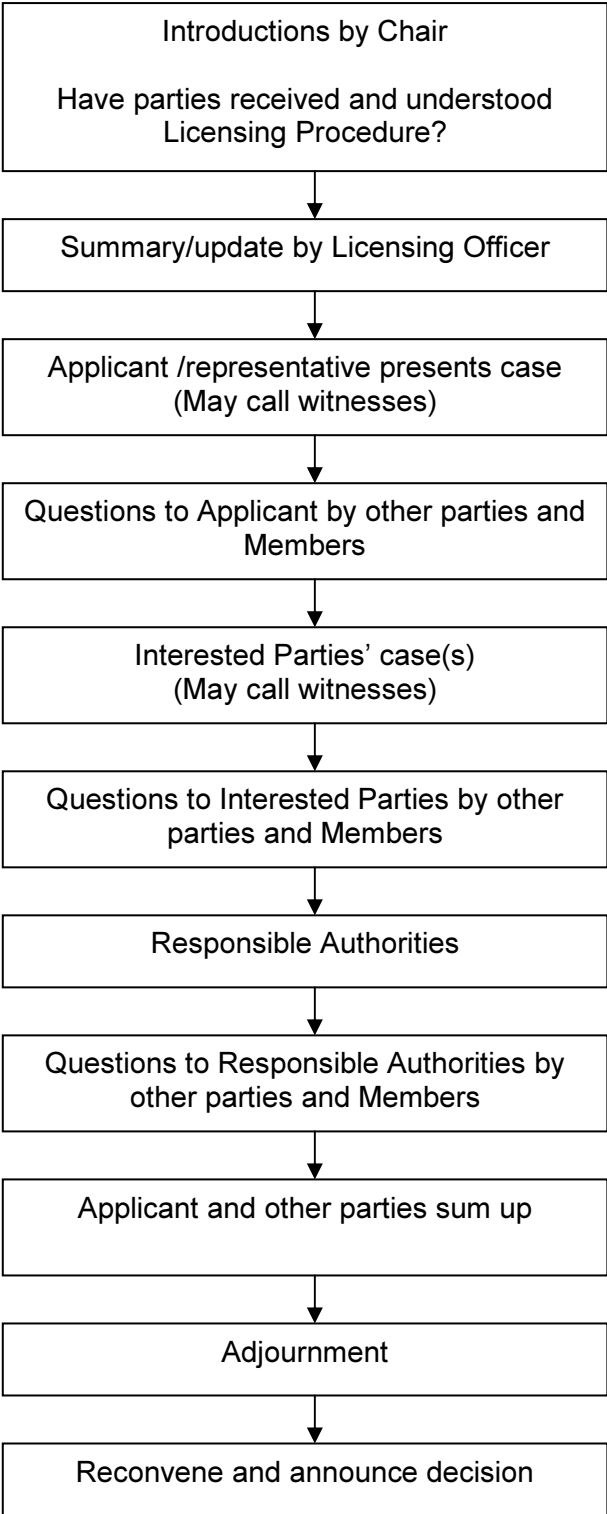 Introductions by Chair
Have parties received and understood
Licensing Procedure?
Summary/update by Licensing Officer
Applicant /representative presents case
(May call witnesses)
Questions to Applicant by other parties and
Members
Interested Parties’ case(s)
(May call witnesses)
Questions to Interested Parties by other
parties and Members
Responsible Authorities
Questions to Responsible Authorities by
other parties and Members
Applicant and other parties sum up
Adjournment
Reconvene and announce decision